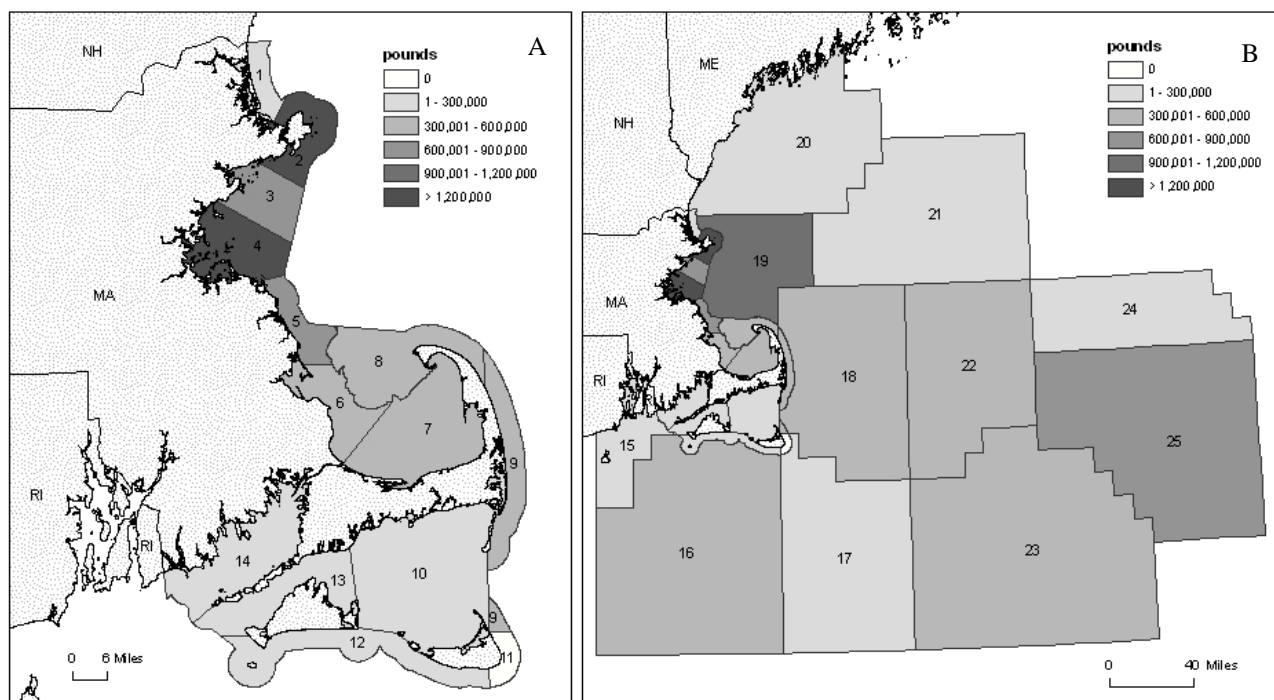 A
NH
pounds
0
1 - 300,000
300,001 - 600,000
600,001 - 900,000
900,001 - 1,200,000
> 1,200,000
1
2
3
4
MA
5
8
6
7
RI
9
RI
14
13
10
9
12
11
0 6 Miles
B
ME
pounds
0
1 - 300,000
300,001 - 600,000
600,001 - 900,000
900,001 - 1,200,000
> 1,200,000
NH
20
21
19
MA
24
18
22
RI
25
15
16
17
23
0 40 Miles